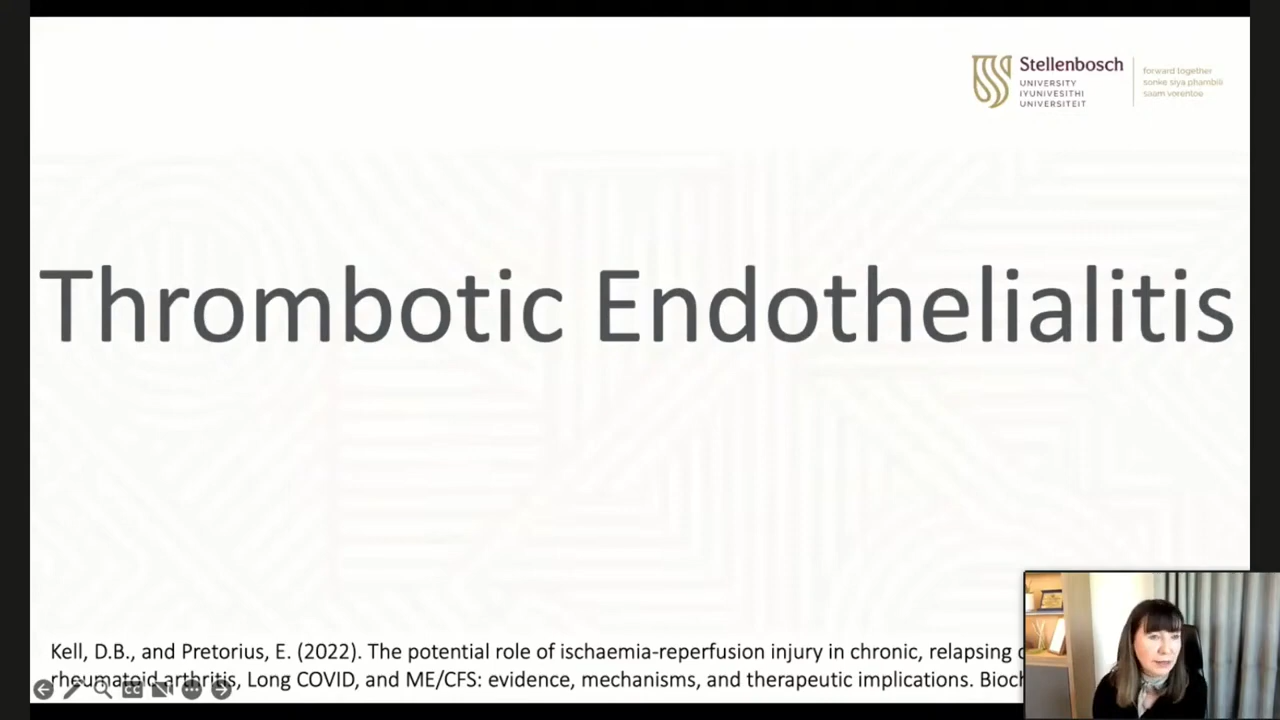 Stellenbosch
UNIVERSITY
IYUNIVESITHI
UNIVERSITEIT
forward together
sonke siya phambili
saam vorentoe
Thrombotic Endothelialitis
Kell, D.B., and Pretorius, E. (2022). The potential role of ischaemia-reperfusion injury in chronic, relapsing
rheumatoid arthritis, Long COVID, and ME/CFS: evidence, mechanisms, and therapeutic implications. Bioch
CC